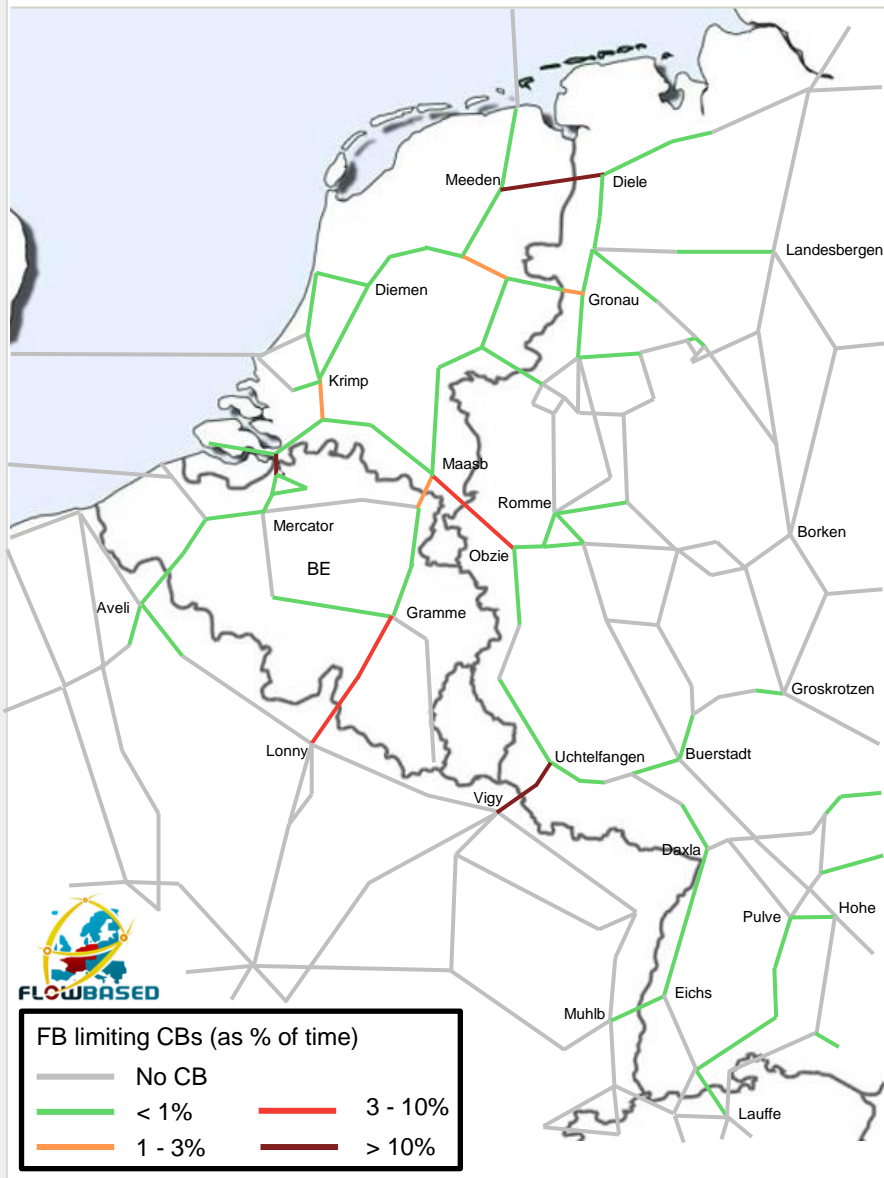 Meeden
Diele
Landesbergen
Diemen
Gronau
Krimp
Maasb
Romme
Mercator
Borken
Obzie
BE
Aveli
Gramme
Groskrotzen
Lonny
Uchtelfangen
Buerstadt
Vigy
Daxla
Pulve
Hohe
FLOWBASED
Eichs
Muhlb
FB limiting CBs (as % of time)
No CB
< 1%
3 - 10%
1 - 3%
> 10%
Lauffe